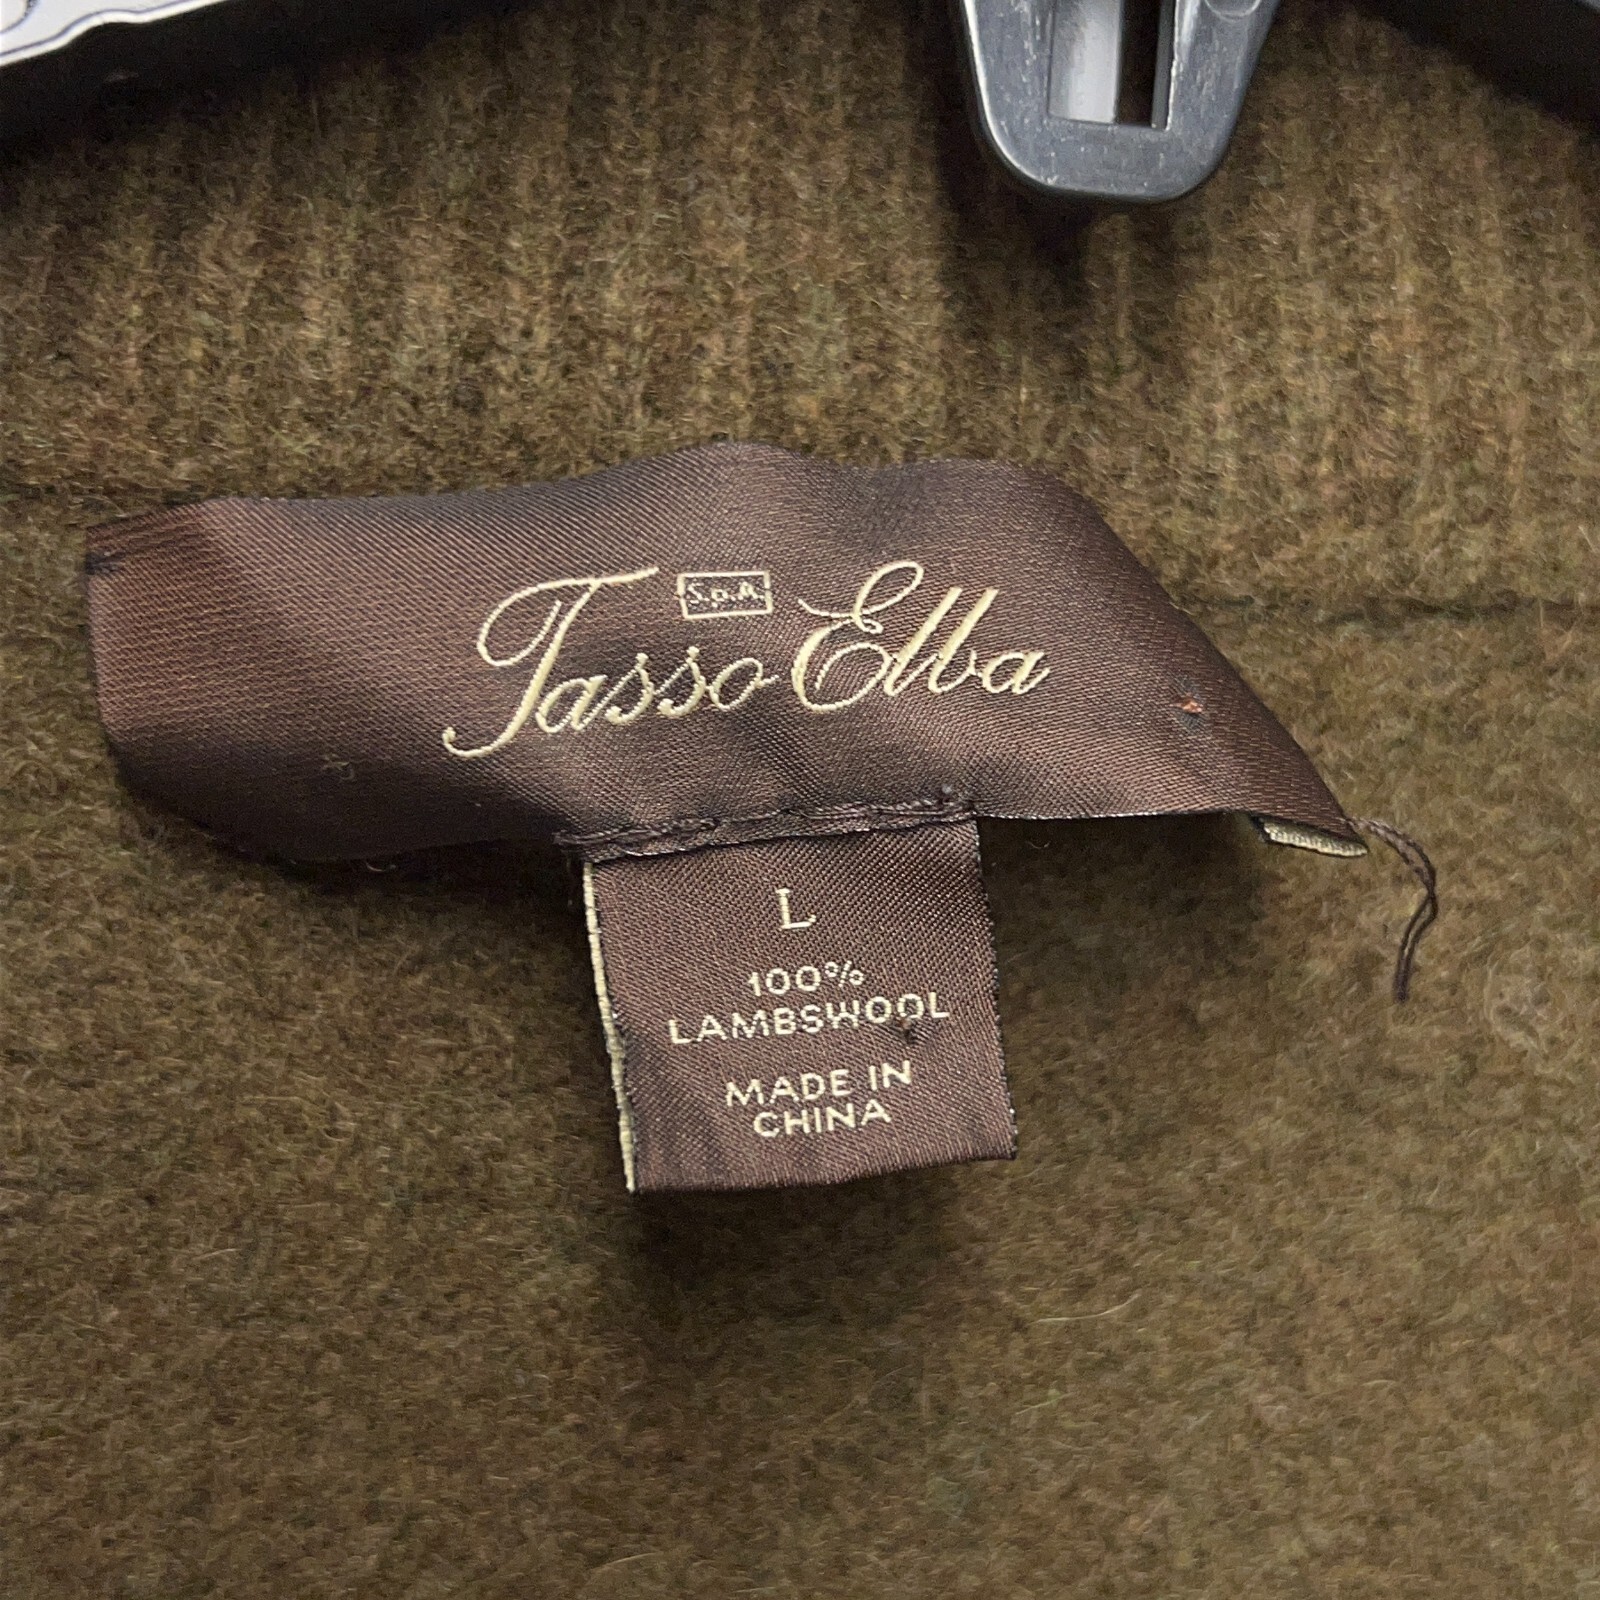 S.p.A.
Tasso Elba
L
100%
LAMBSWOOL
MADE IN
CHINA